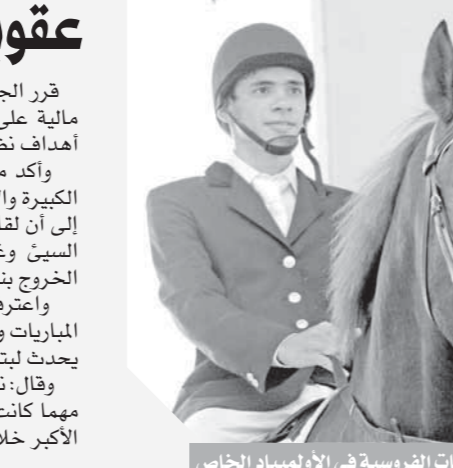 عقو
قرر الج
مالية على
أهداف نظ
وأكد م
الكبيرة وا
إلى أن لقا
السيئ وغ
الخروج بن
واعترف
المباريات و
يحدث لبت
وقال: ن
مهما كانت
الأكبر خلا
ات الفروسية في الأولمبياد الخاص